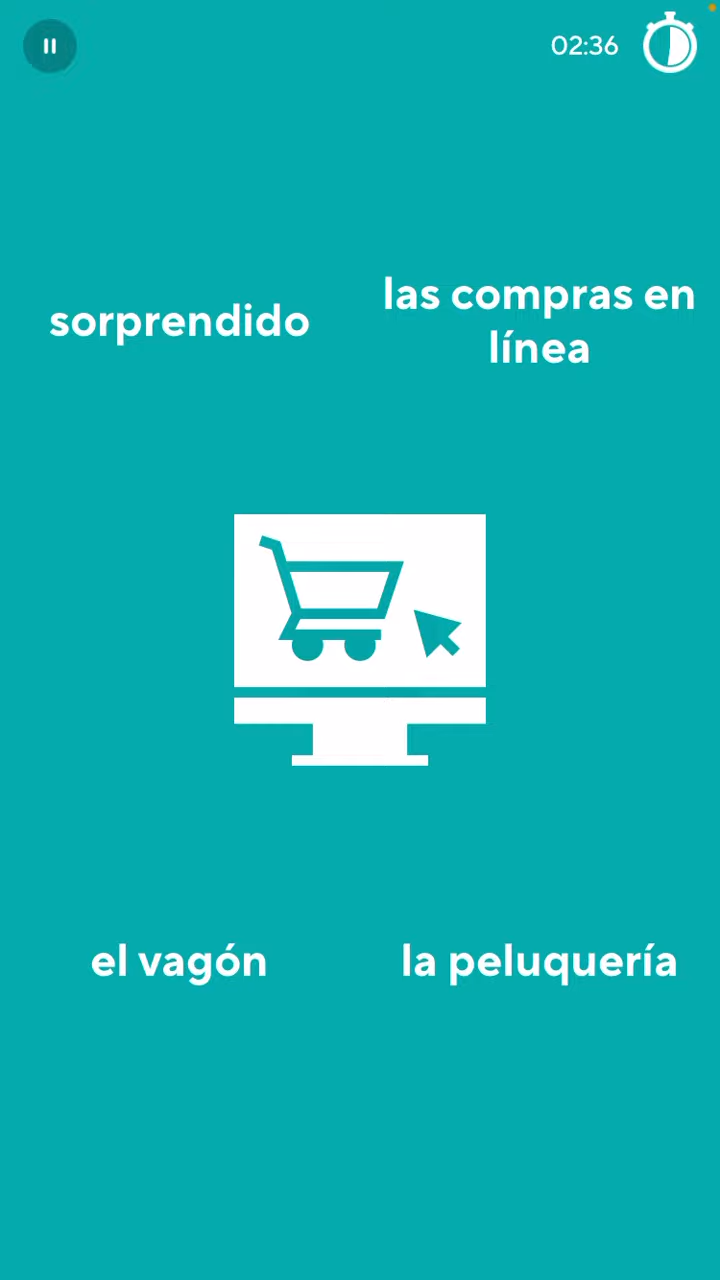 02:36
sorprendido
las compras en
línea
el vagón
la peluquería